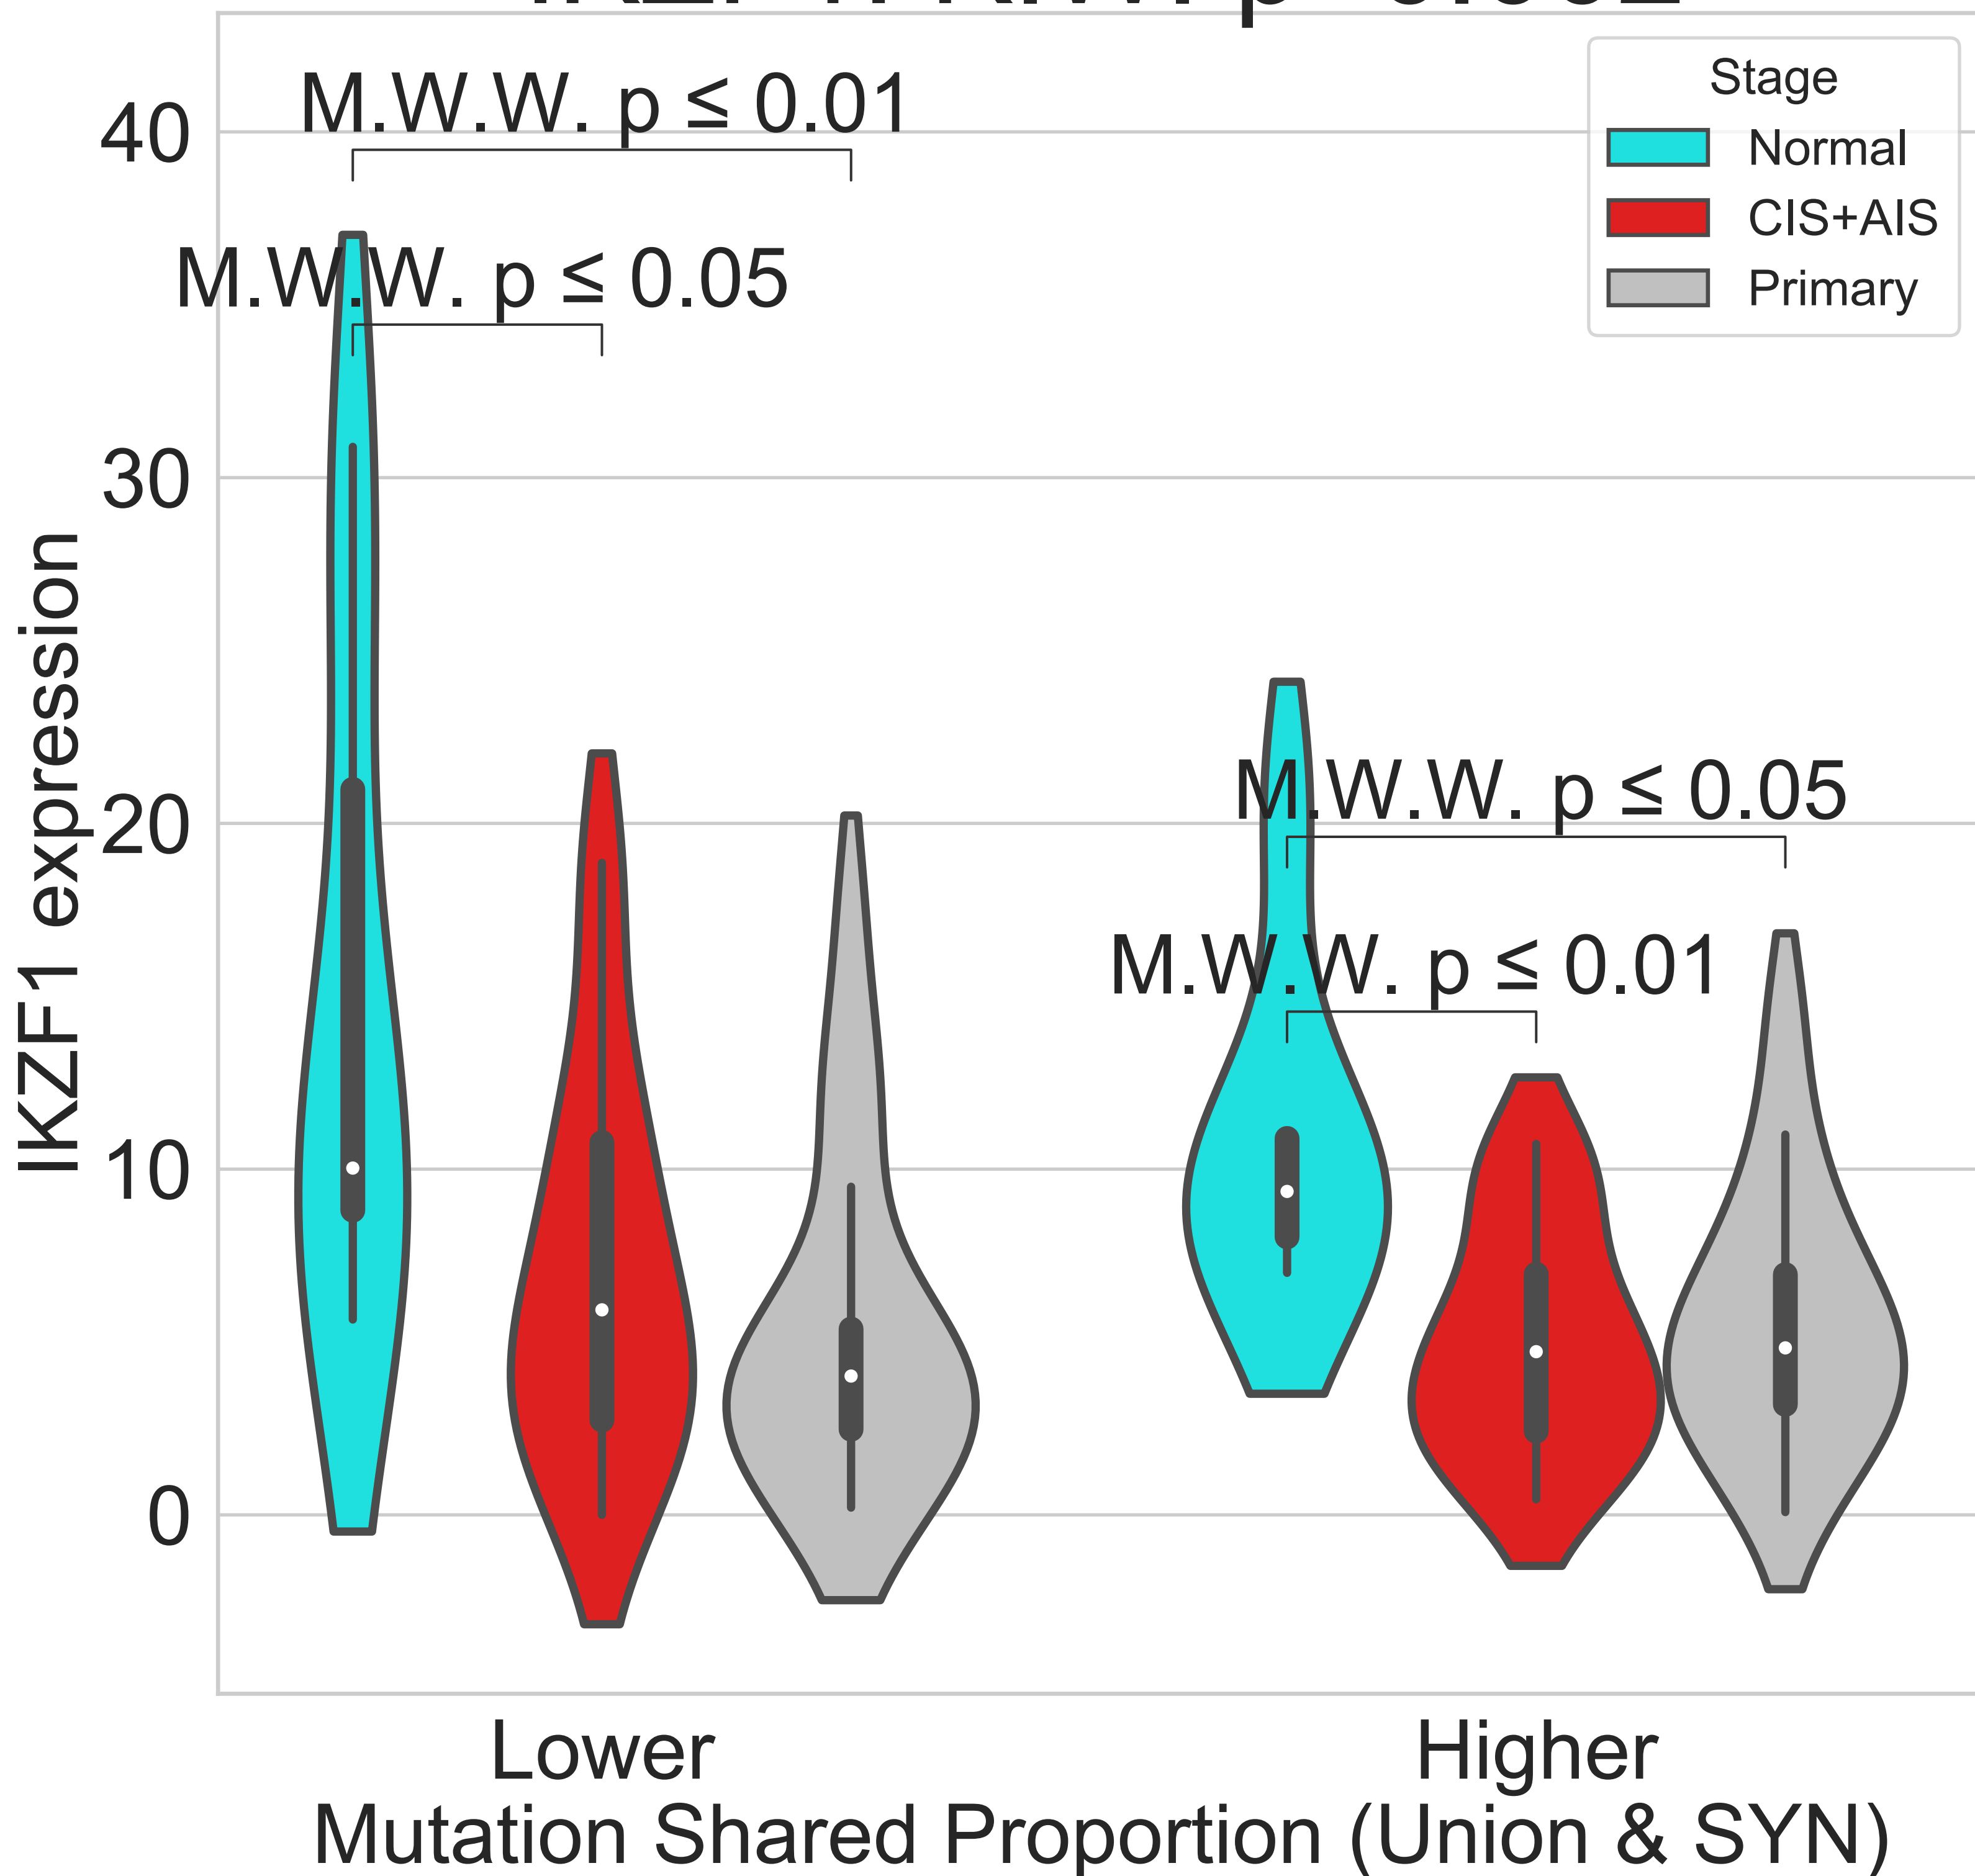 M.W.W. p ≤ 0.01
M.W.W. p ≤ 0.05
M.W.W. p ≤ 0.05
M.W.W. p ≤ 0.01
Stage
Normal
CIS+AIS
Primary
IKZF1 expression
40
30
20
10
0
Lower
Higher
Mutation Shared Proportion (Union & SYN)